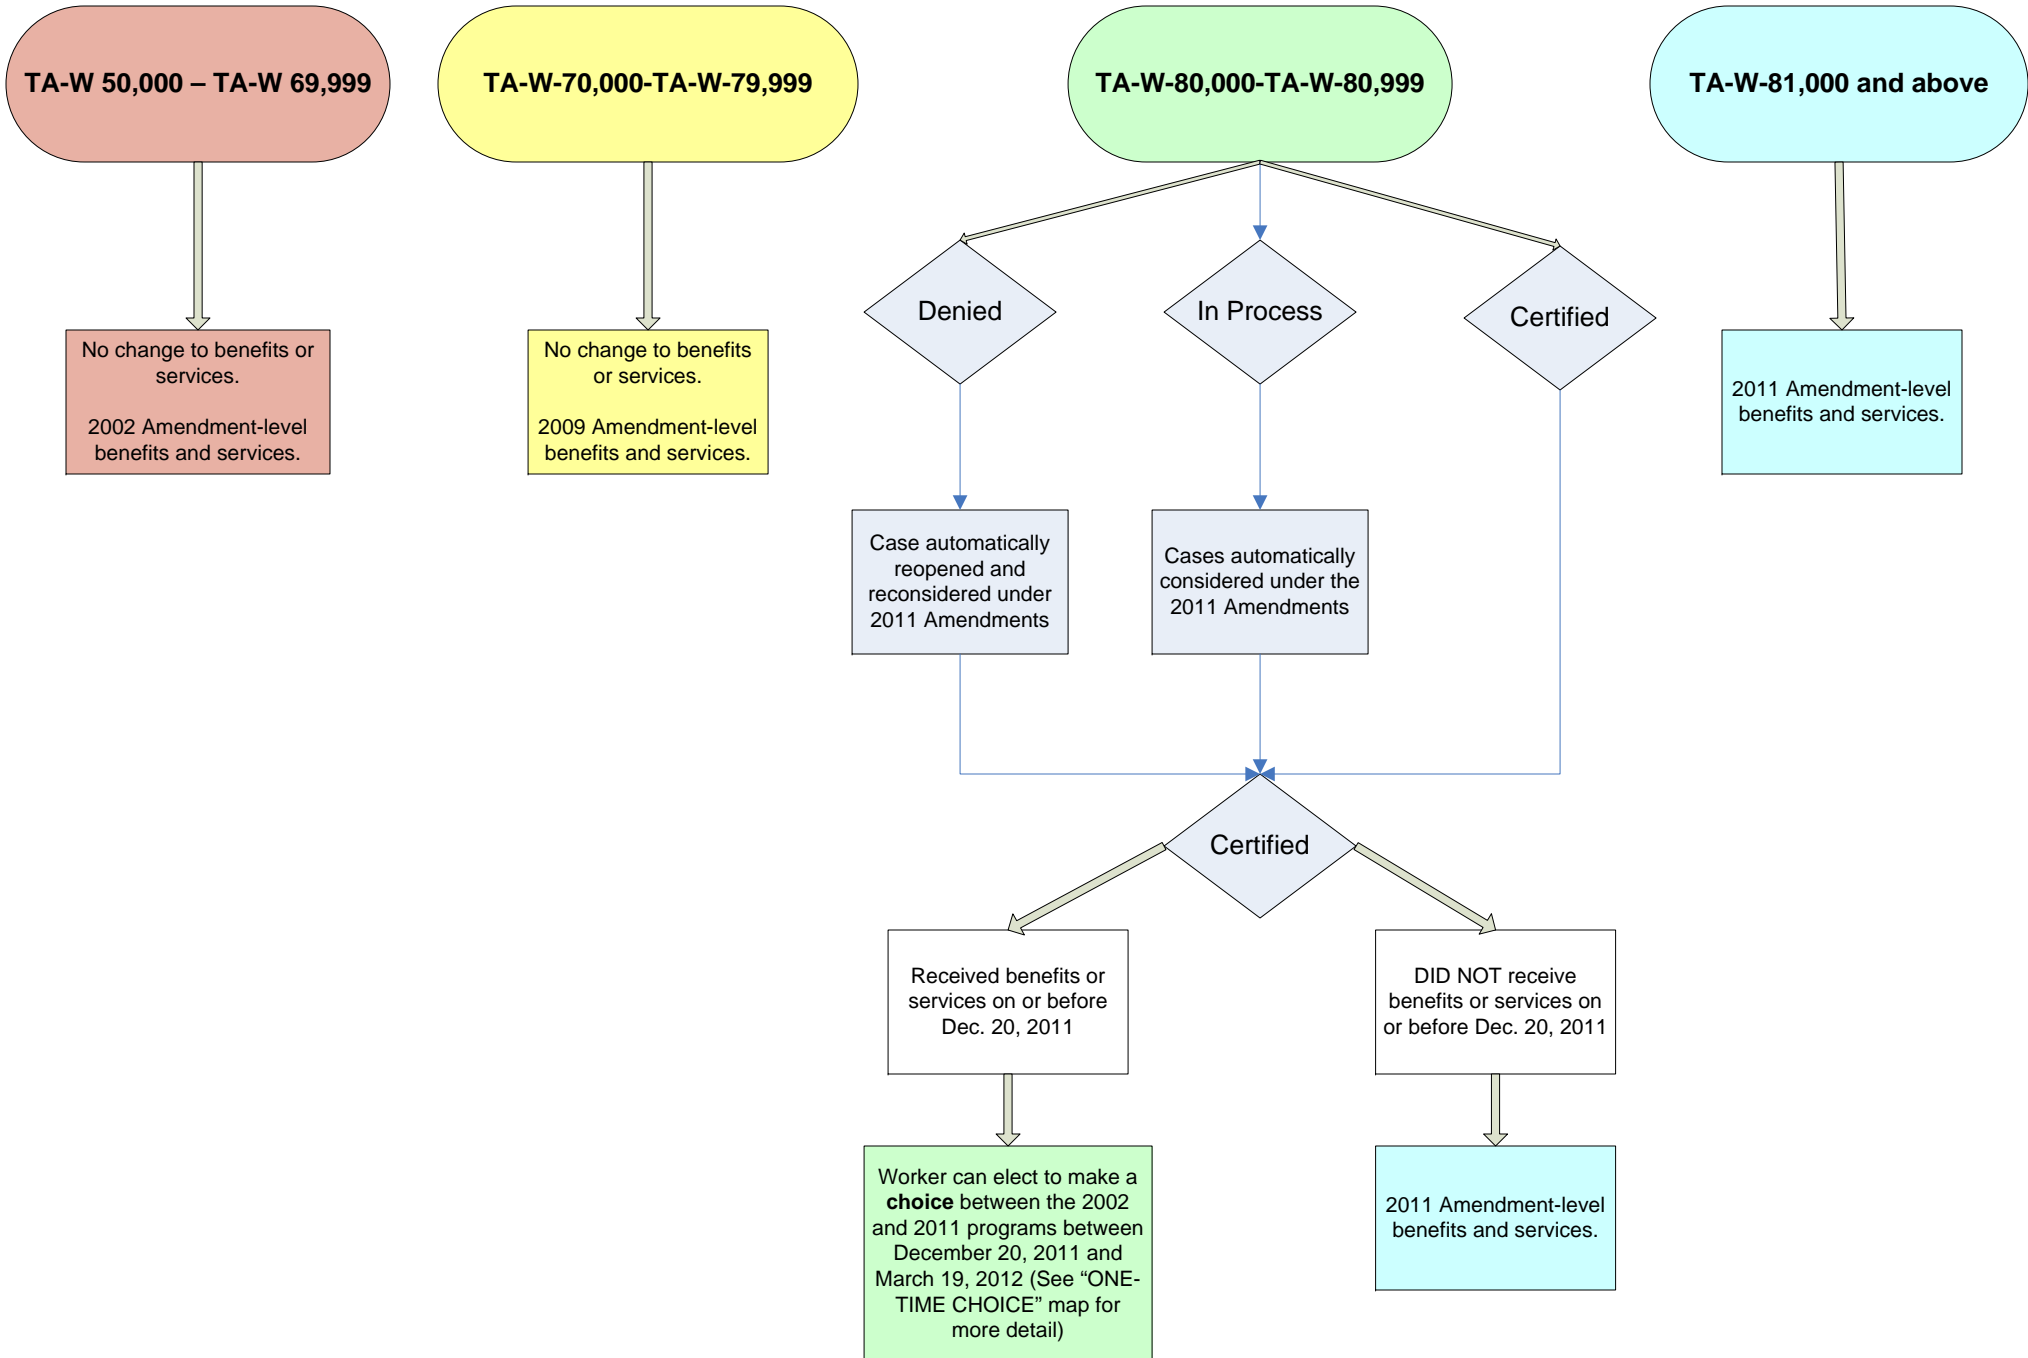 TA-W 50,000 – TA-W 69,999
TA-W-70,000-TA-W-79,999
TA-W-80,000-TA-W-80,999
TA-W-81,000 and above
No change to benefits or
services.
2002 Amendment-level
benefits and services.
No change to benefits
or services.
2009 Amendment-level
benefits and services.
Denied
In Process
Certified
2011 Amendment-level
benefits and services.
Case automatically
reopened and
reconsidered under
2011 Amendments
Cases automatically
considered under the
2011 Amendments
Certified
Received benefits or
services on or before
Dec. 20, 2011
DID NOT receive
benefits or services on
or before Dec. 20, 2011
Worker can elect to make a
choice between the 2002
and 2011 programs between
December 20, 2011 and
March 19, 2012 (See “ONE-
TIME CHOICE” map for
more detail)
2011 Amendment-level
benefits and services.